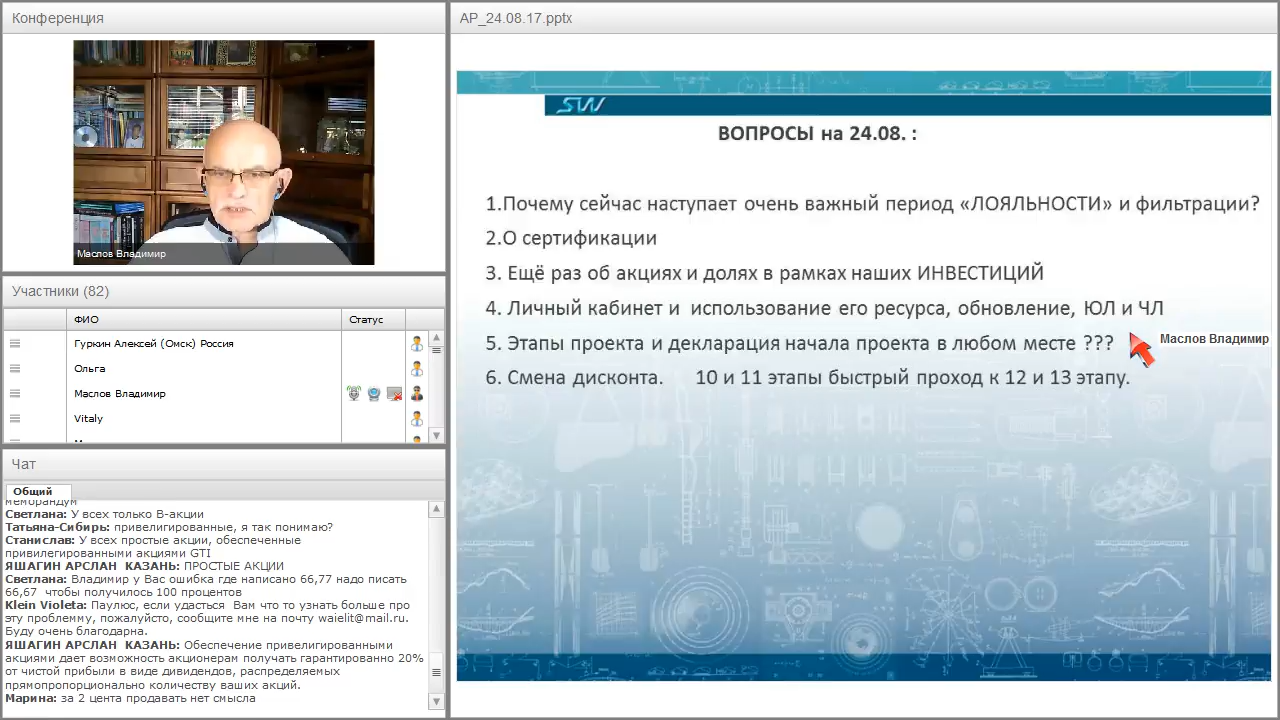 Конференция
Маслов Владимир
Участники (82)
ФИО
Статус
Гуркин Алексей (Омск) Россия
Ольга
Маслов Владимир
Vitaly
Чат
Общий
меморандум
Светлана: У всех только В-акции
Татьяна-Сибирь: привелигированные, я так понимаю?
Станислав: У всех простые акции, обеспеченные
привилегированными акциями GTI
ЯШАГИН АРСЛАН КАЗАНЬ: ПРОСТЫЕ АКЦИИ
Светлана: Владимир у Вас ошибка где написано 66,77 надо писать
66,67 чтобы получилось 100 процентов
Klein Violeta: Паулюс, если удасться Вам что то узнать больше про
эту проблемму, пожалуйсто, сообщите мне на почту waielit@mail.ru.
Буду очень благодарна.
ЯШАГИН АРСЛАН КАЗАНЬ: Обеспечение привилегированными
акциями дает возможность акционерам получать гарантированно 20%
от чистой прибыли в виде дивидендов, распределяемых
прямопропорционально количеству ваших акций.
Марина: за 2 цента продавать нет смысла
AP_24.08.17.pptx
SW
ВОПРОСЫ на 24.08. :
1.Почему сейчас наступает очень важный период «ЛОЯЛЬНОСТИ» и фильтрации?
2.О сертификации
3. Ещё раз об акциях и долях в рамках наших ИНВЕСТИЦИЙ
4. Личный кабинет и использование его ресурса, обновление, ЮЛ и ЧЛ
5. Этапы проекта и декларация начала проекта в любом месте ???
Маслов Владимир
6. Смена дисконта. 10 и 11 этапы быстрый проход к 12 и 13 этапу.